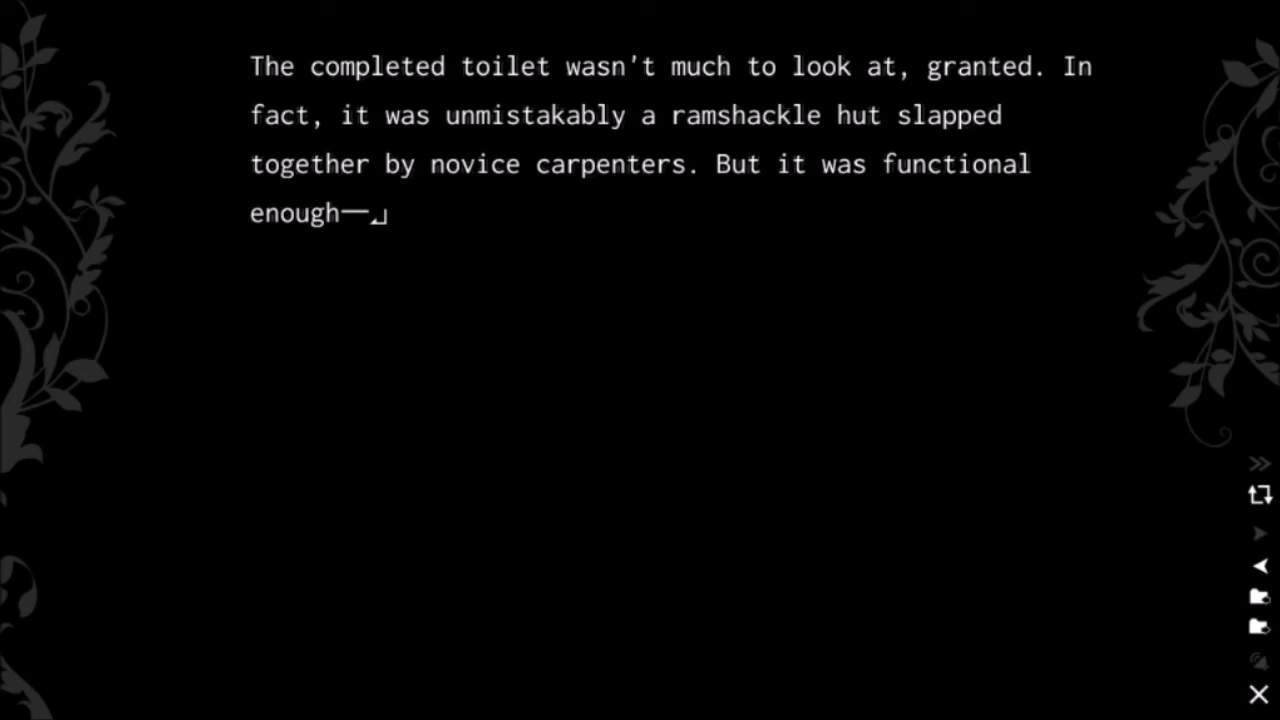 The completed toilet wasn't much to look at, granted. In
fact, it was unmistakably a ramshackle hut slapped
together by novice carpenters. But it was functional
enough—